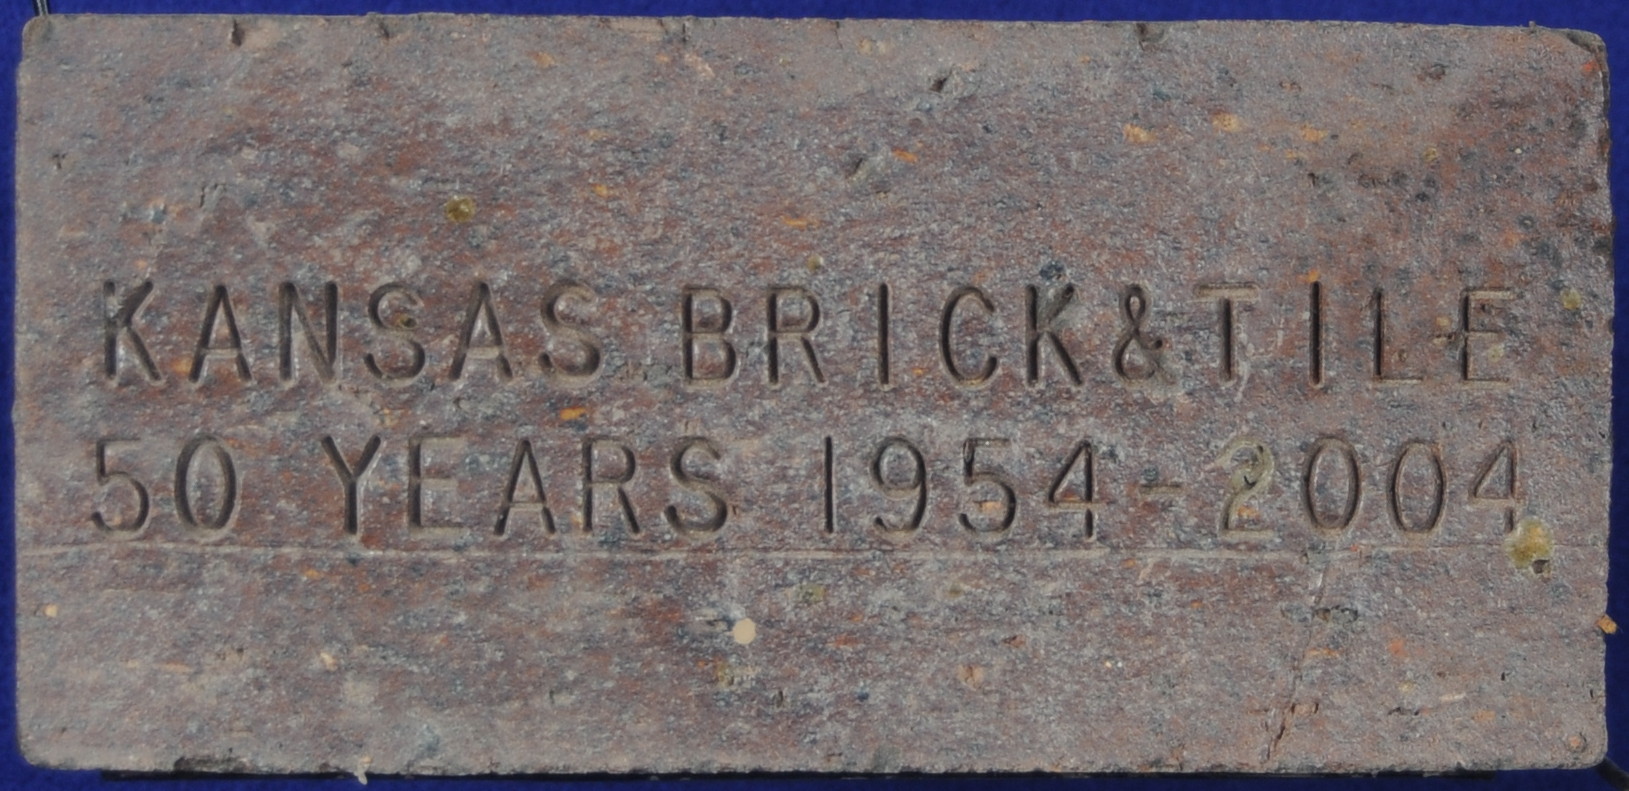 KANSAS BRICK & TILE
50 YEARS 1954-2004